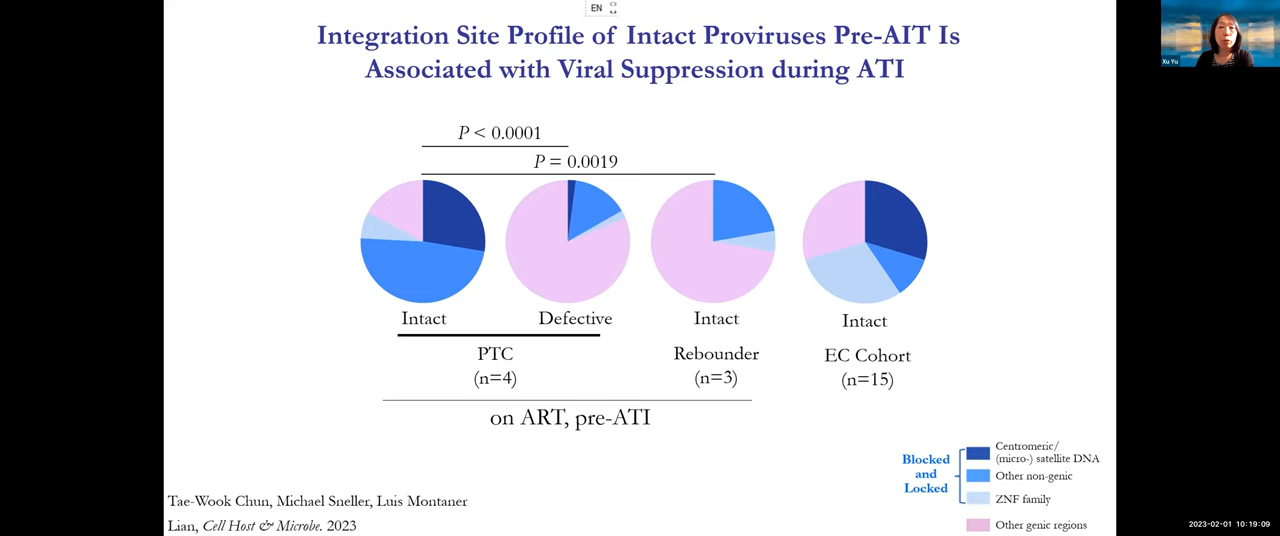 EN
Integration Site Profile of Intact Proviruses Pre-AIT Is
Associated with Viral Suppression during ATI
Xu Yu
P < 0.0001
P = 0.0019
Intact
Defective
Intact
Intact
PTC
(n=4)
Rebounder
(n=3)
EC Cohort
(n=15)
on ART, pre-ATI
Blocked
and
Locked
Centromeric/
(micro-) satellite DNA
Other non-genic
ZNF family
Other genic regions
Tae-Wook Chun, Michael Sneller, Luis Montaner
Lian, Cell Host & Microbe. 2023
2023-02-01 10:19:09